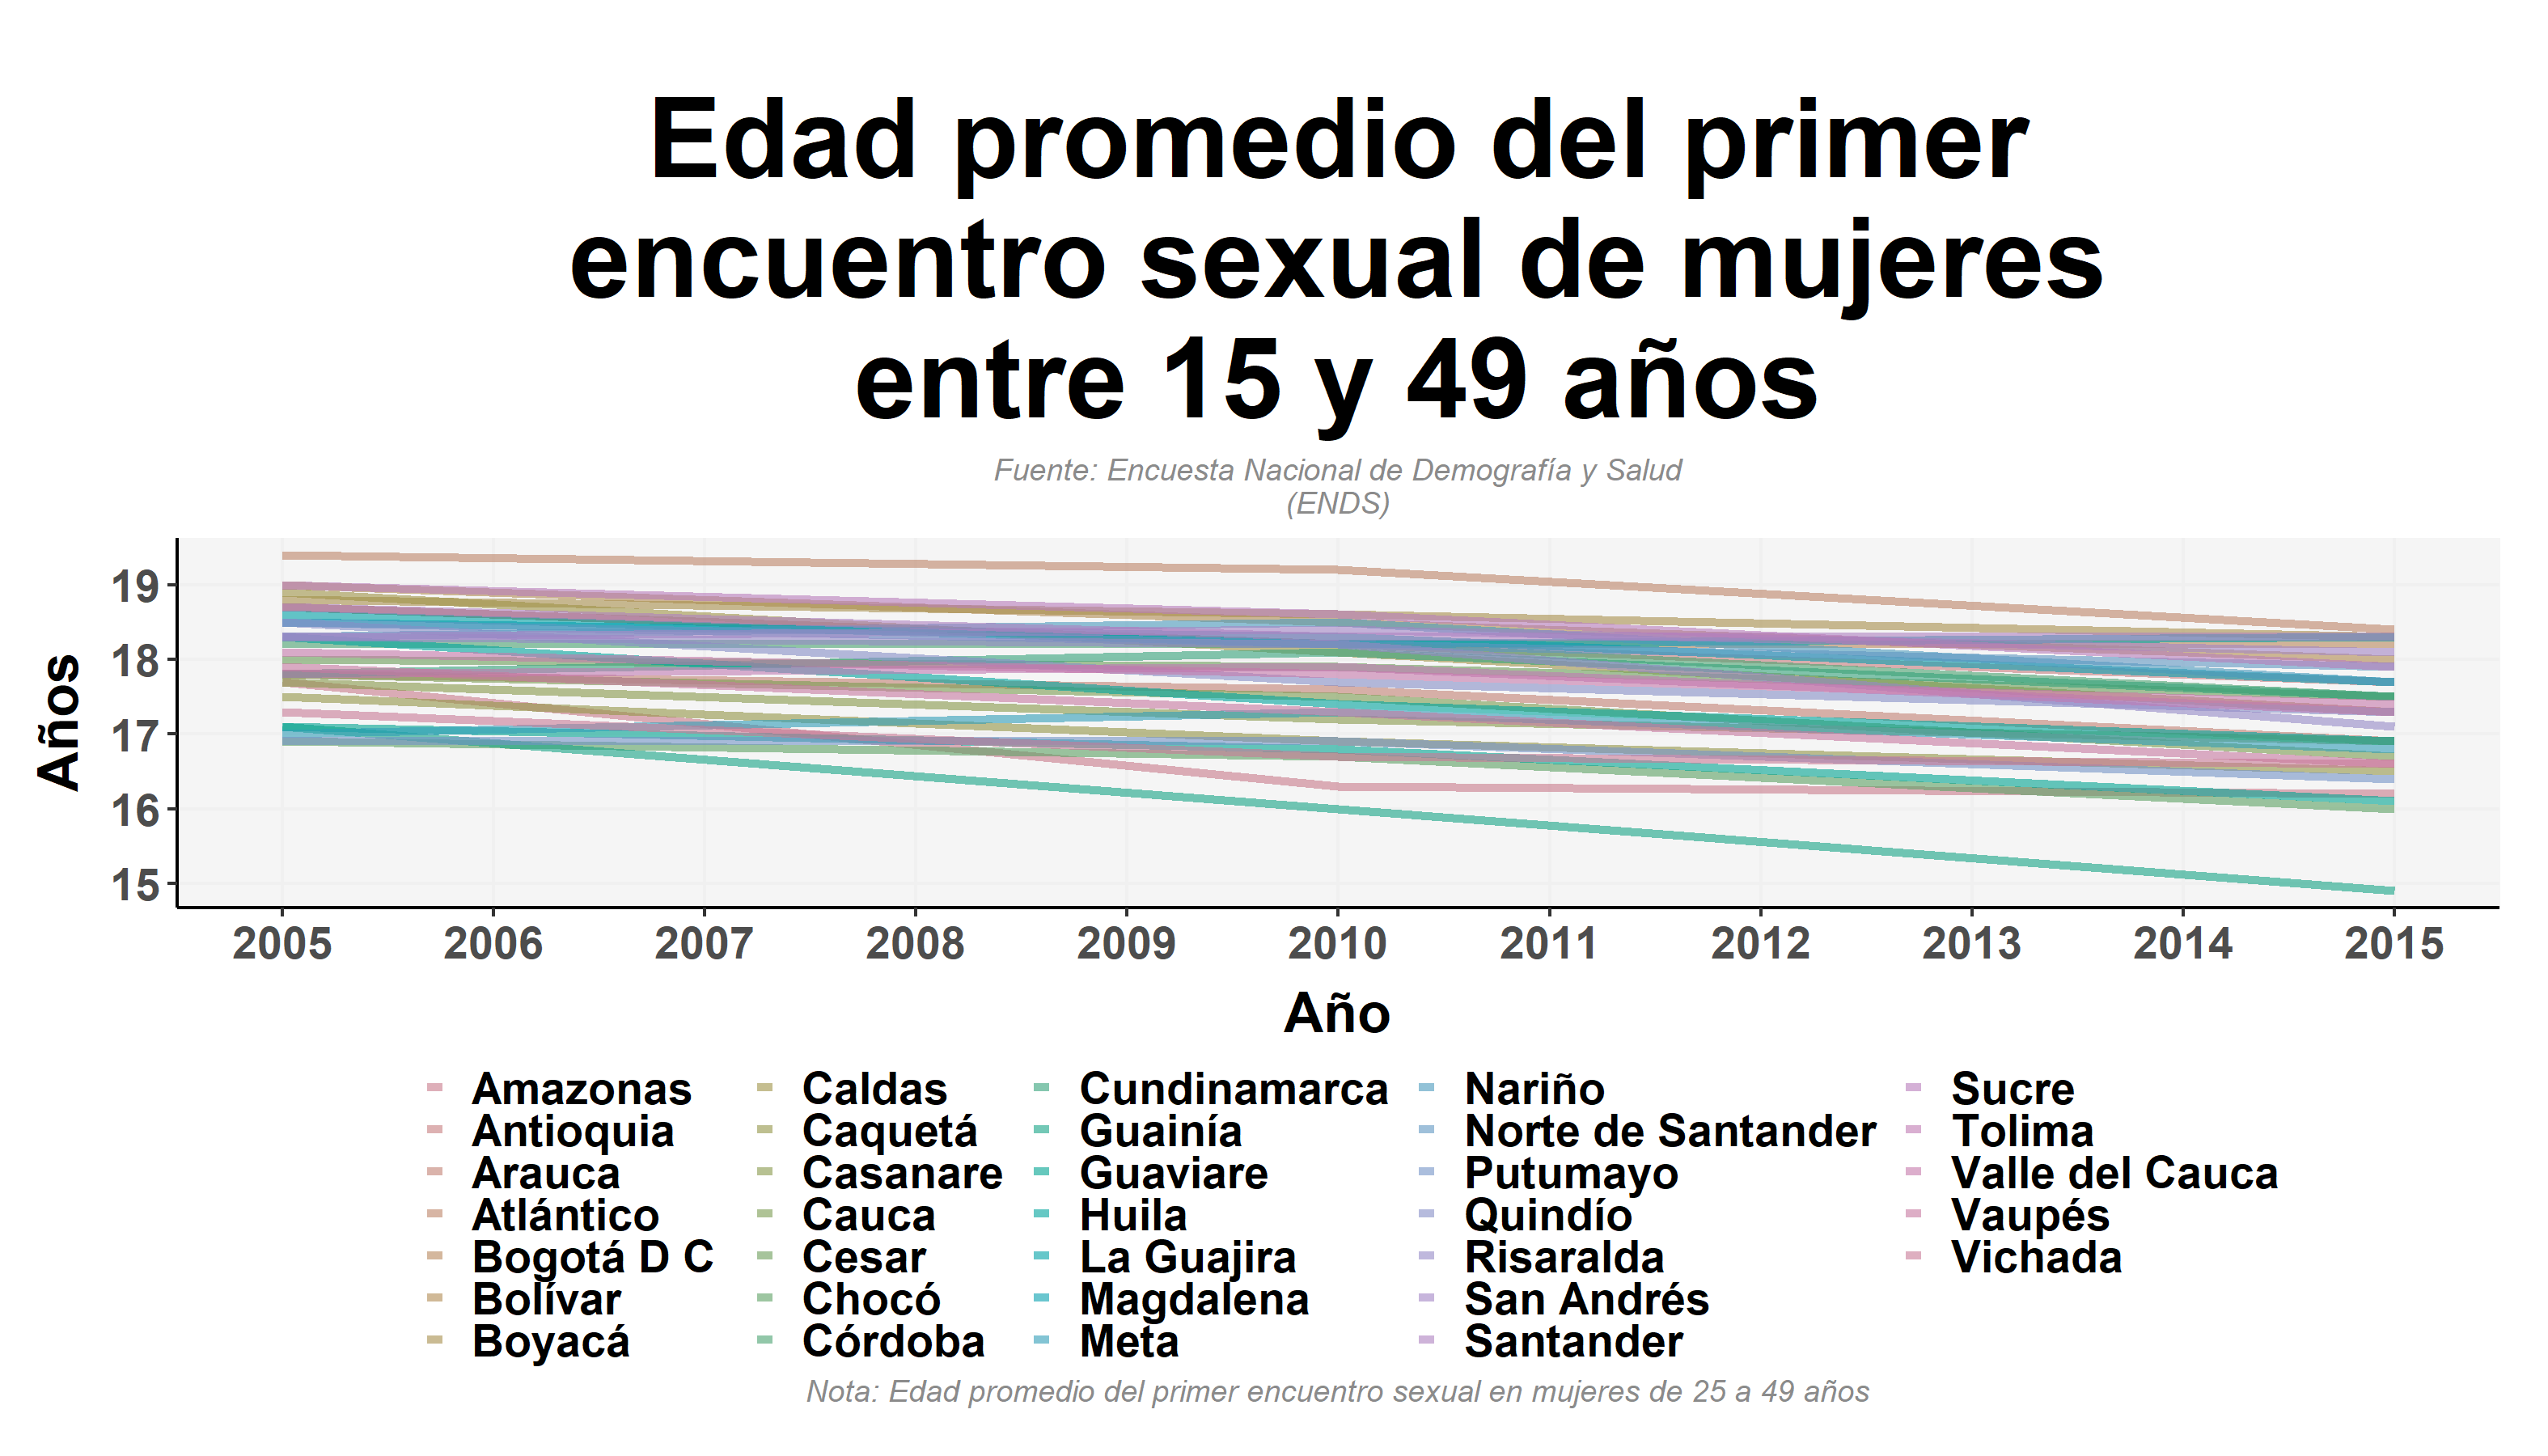 Edad promedio del primer
encuentro sexual de mujeres
entre 15 y 49 años
Fuente: Encuesta Nacional de Demografía y Salud
(ENDS)
Años
19
18
17
16
15
2005 2006 2007 2008 2009 2010 2011 2012 2013 2014 2015
Año
Amazonas
Antioquia
Arauca
Atlántico
Bogotá D C
Bolívar
Boyacá
Caldas
Caquetá
Casanare
Cauca
Cesar
Chocó
Córdoba
Cundinamarca
Guainía
Guaviare
Huila
La Guajira
Magdalena
Meta
Nariño
Norte de Santander
Putumayo
Quindío
Risaralda
San Andrés
Santander
Sucre
Tolima
Valle del Cauca
Vaupés
Vichada
Nota: Edad promedio del primer encuentro sexual en mujeres de 25 a 49 años